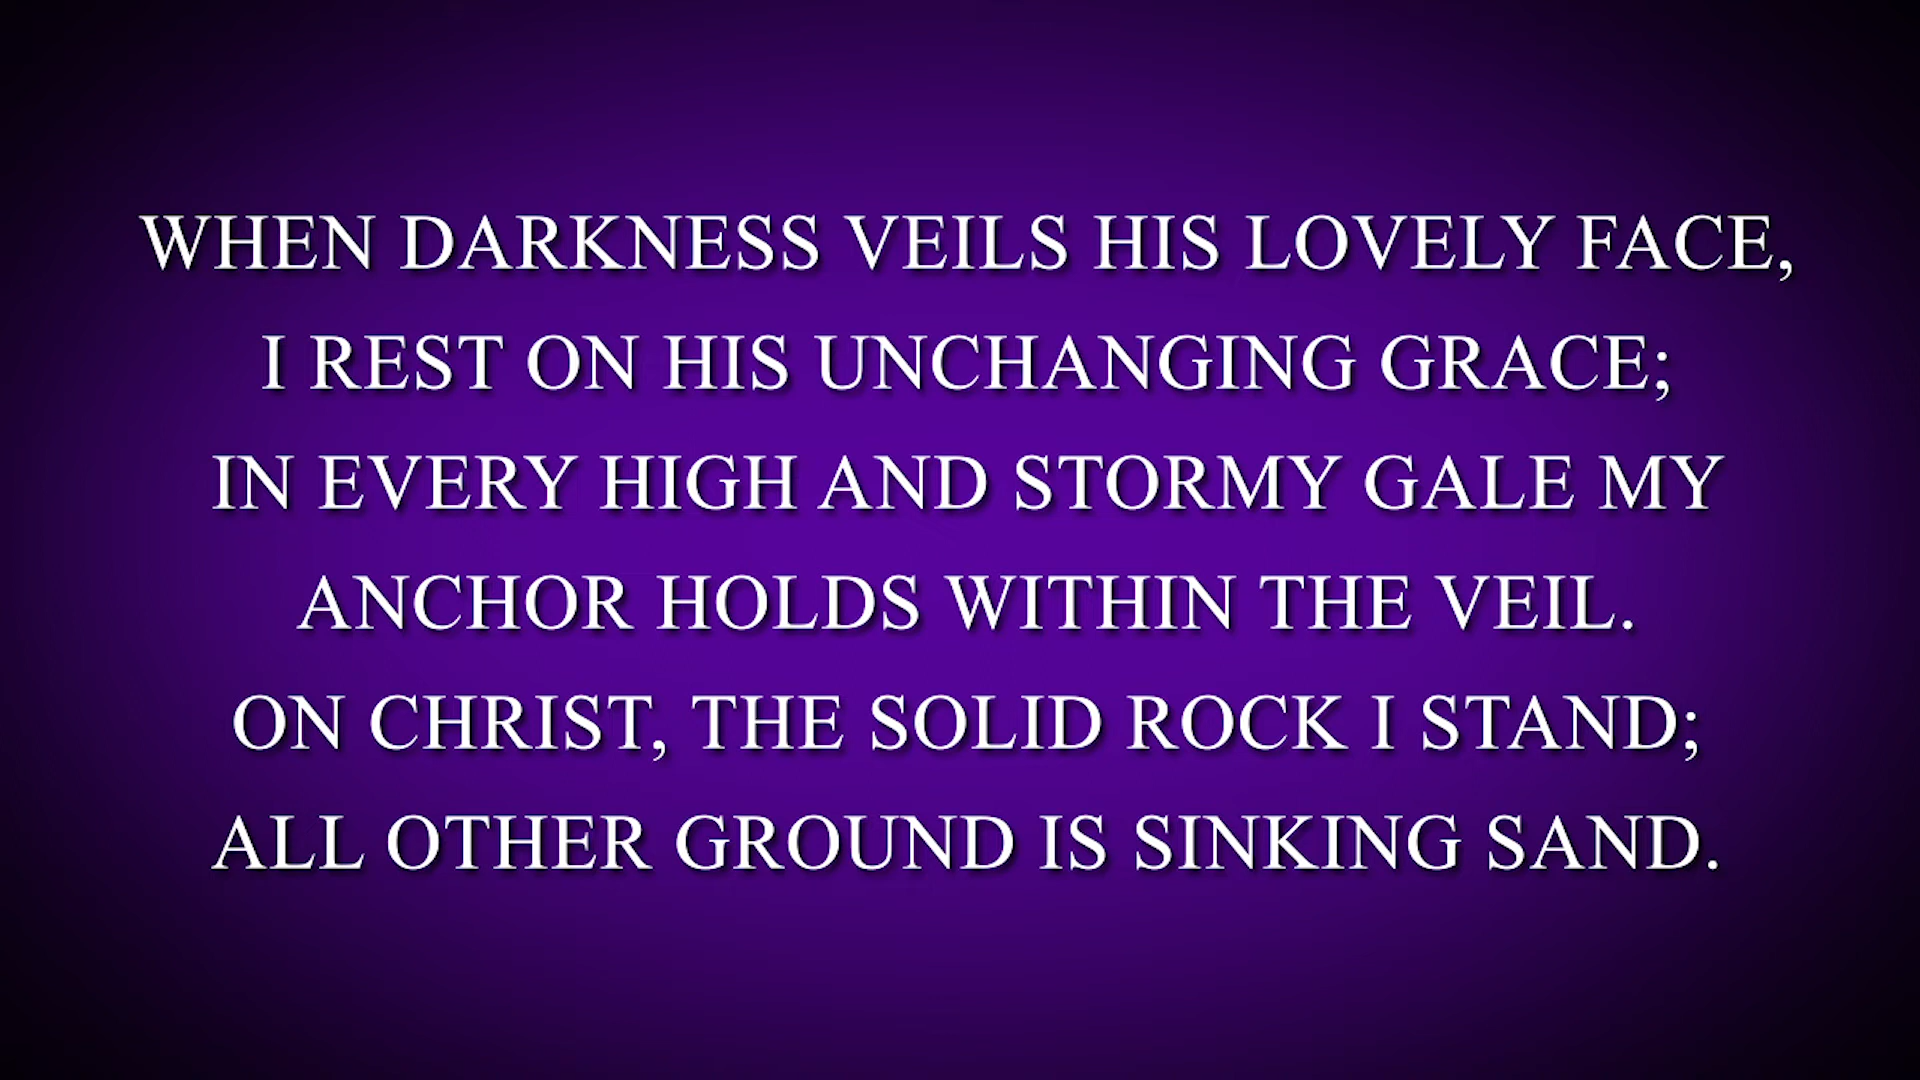 WHEN DARKNESS VEILS HIS LOVELY FACE,
I REST ON HIS UNCHANGING GRACE;
IN EVERY HIGH AND STORMY GALE MY
ANCHOR HOLDS WITHIN THE VEIL.
ON CHRIST, THE SOLID ROCK I STAND;
ALL OTHER GROUND IS SINKING SAND.